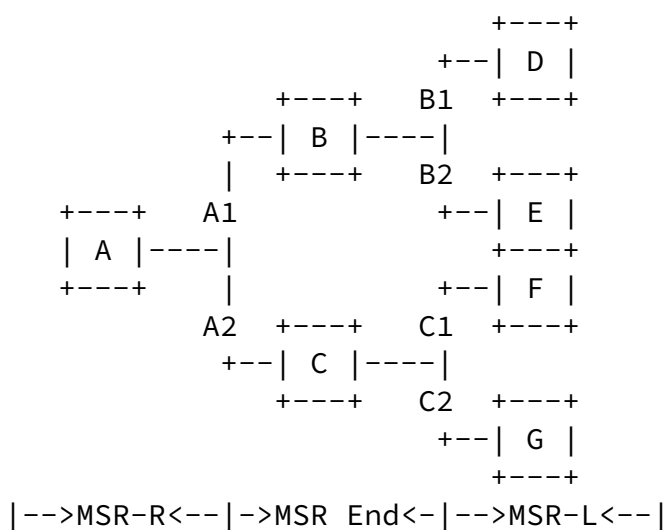 +---+
                               +--| D |
                   +---+    B1    +---+
                +--| B |----|
                |  +---+    B2    +---+
    +---+     A1               +--| E |
    | A |----|                    +---+
    +---+     |                +--| F |
              A2   +---+    C1    +---+
                +--| C |----|
                   +---+    C2    +---+
                               +--| G |
                                  +---+
|-->MSR-R<--|->MSR End<-|-->MSR-L<--|